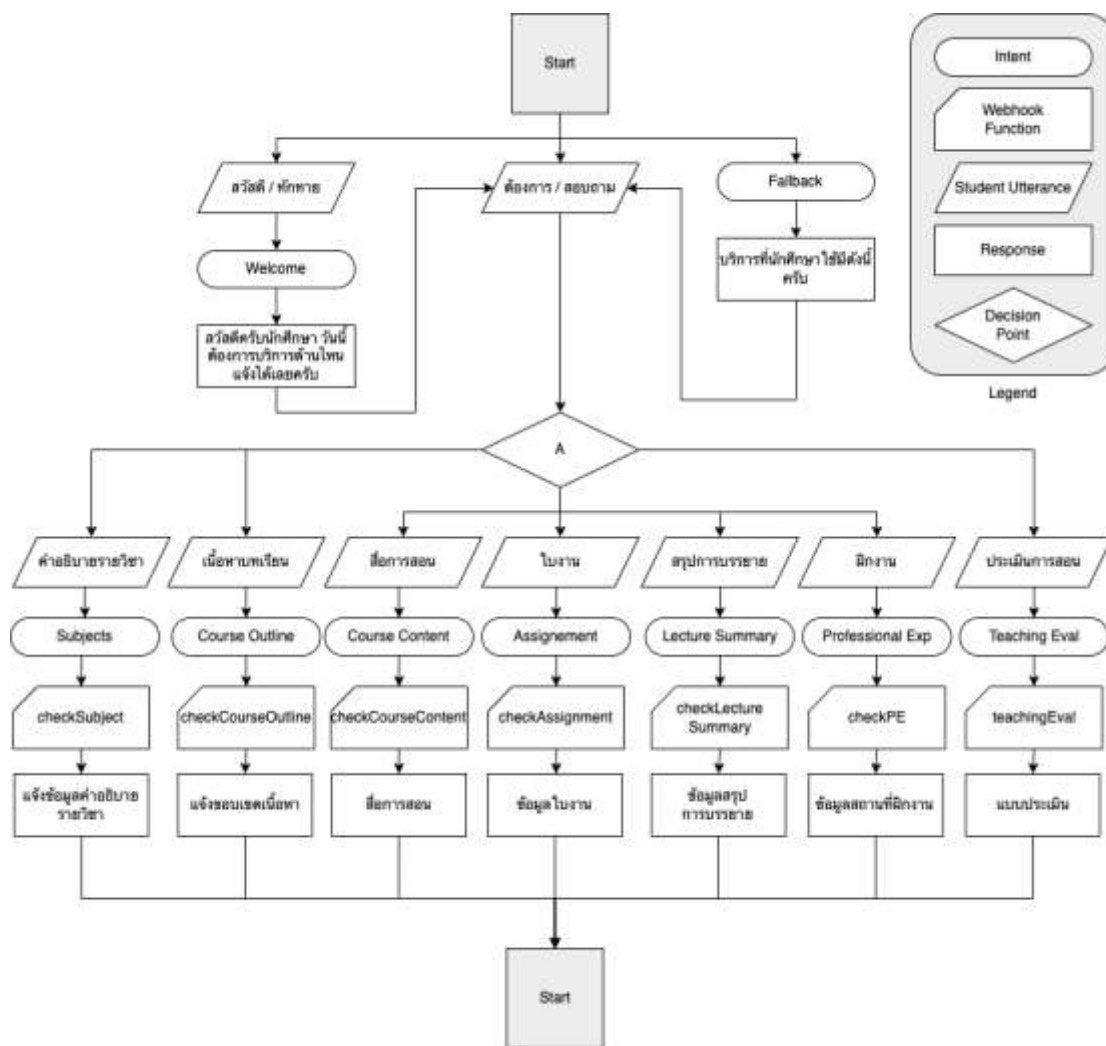 Start
Intent
Webhook
Function
สวัสดี / ทักทาย
ต้องการ / สอบถาม
Fallback
Student Utterance
Welcome
บริการที่นักศึกษาใช้มีดังนี้
ครับ
Response
สวัสดีครับนักศึกษา วันนี้
ต้องการบริการด้านไหน
แจ้งได้เลยครับ
Decision
Point
Legend
A
คำอธิบายรายวิชา
เนื้อหาบทเรียน
สื่อการสอน
ใบงาน
สรุปการบรรยาย
ฝึกงาน
ประเมินการสอน
Subjects
Course Outline
Course Content
Assignement
Lecture Summary
Professional Exp
Teaching Eval
checkSubject
checkCourseOutline
checkCourseContent
checkAssignment
checkLecture
Summary
checkPE
teachingEval
แจ้งข้อมูลคำอธิบาย
รายวิชา
แจ้งขอบเขตเนื้อหา
สื่อการสอน
ข้อมูลใบงาน
ข้อมูลสรุป
การบรรยาย
ข้อมูลสถานที่ฝึกงาน
แบบประเมิน
Start